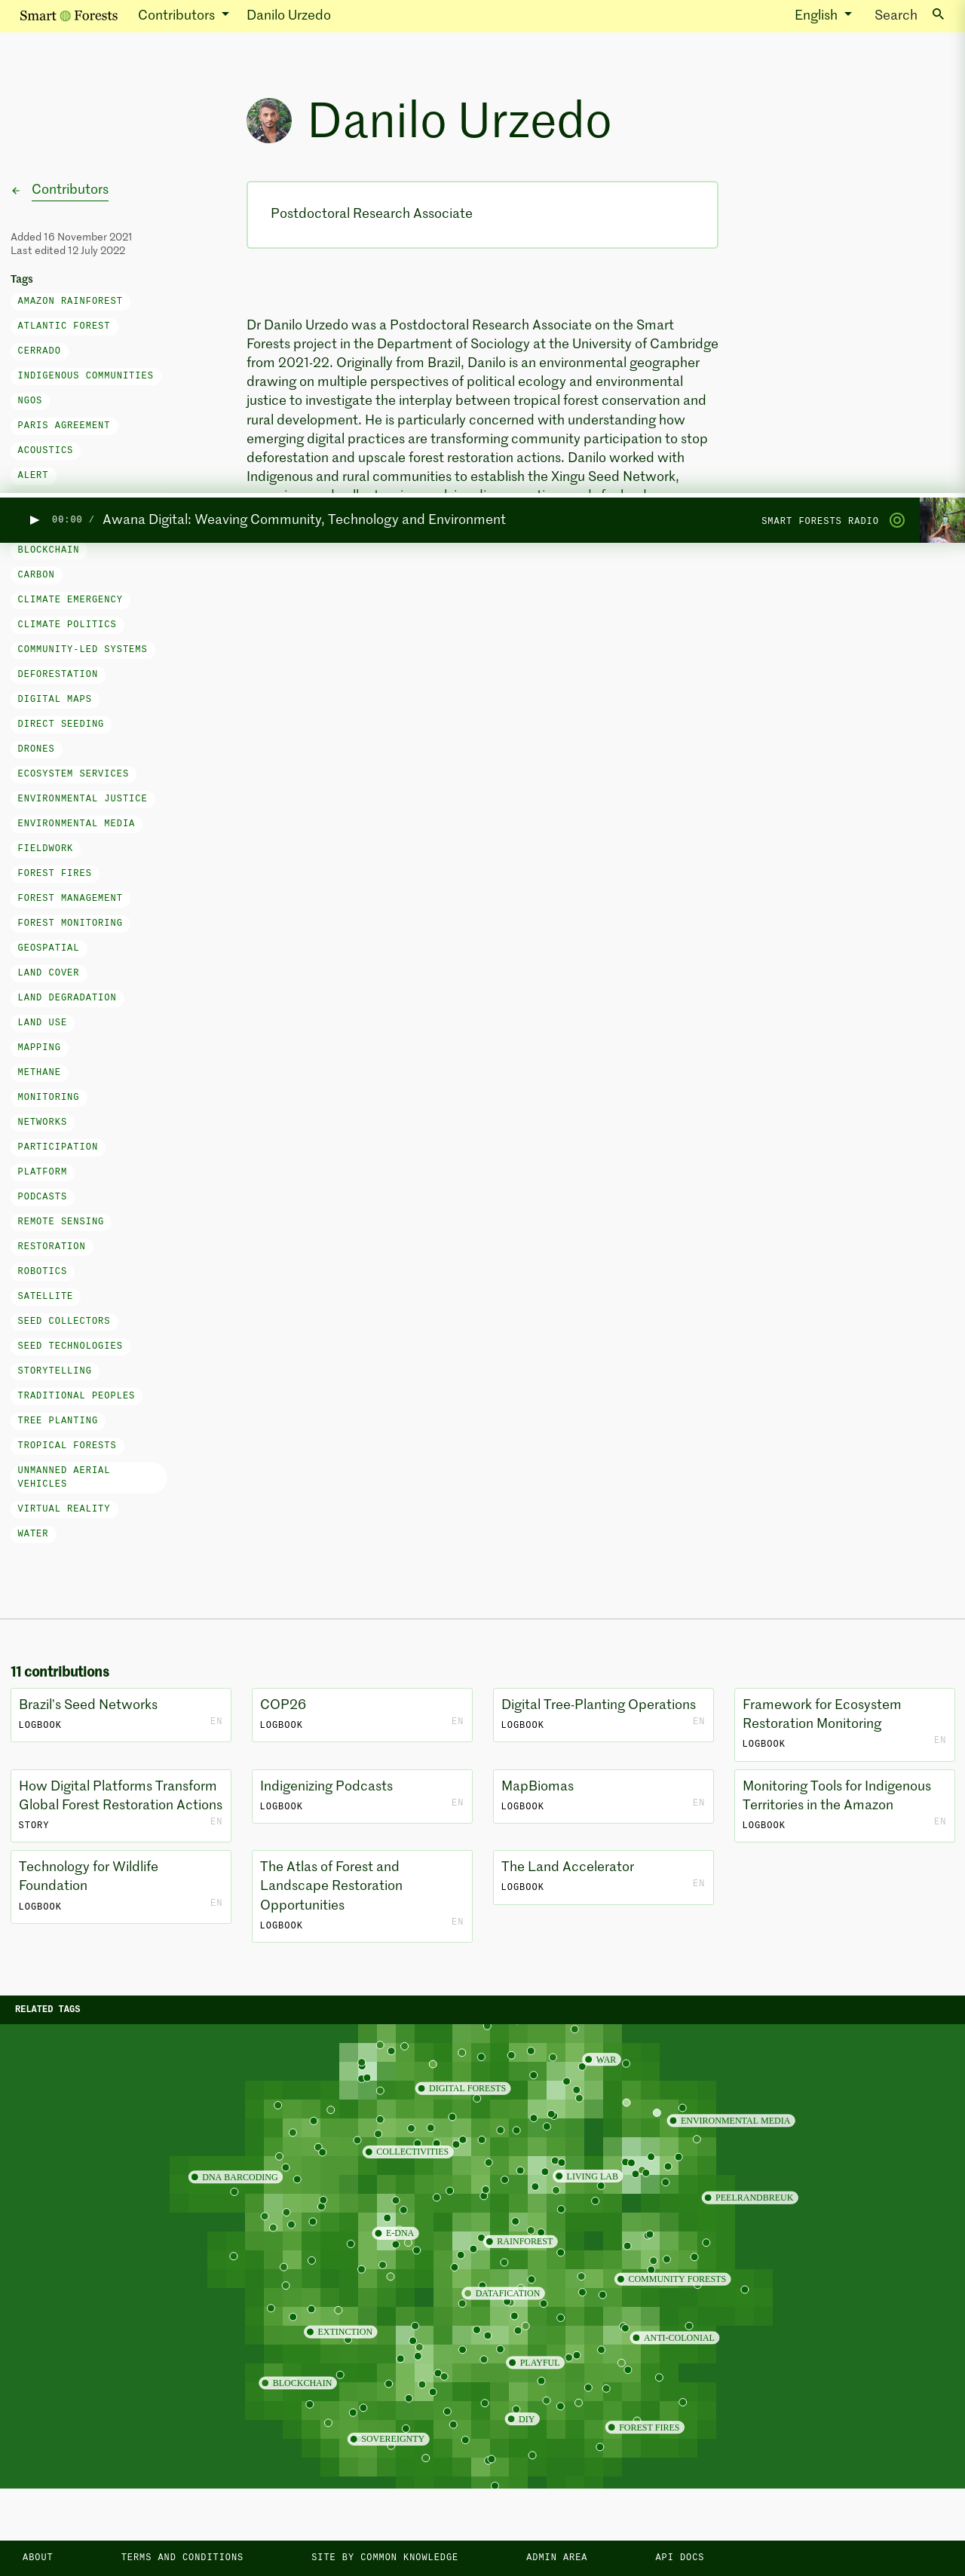 Smart Forests
Contributors
Danilo Urzedo
English
Search
Danilo Urzedo
Contributors
Added 16 November 2021
Last edited 12 July 2022
Postdoctoral Research Associate
Tags
AMAZON RAINFOREST
ATLANTIC FOREST
CERRADO
INDIGENOUS COMMUNITIES
NGOS
PARIS AGREEMENT
ACOUSTICS
ALERT
Dr Danilo Urzedo was a Postdoctoral Research Associate on the Smart
Forests project in the Department of Sociology at the University of Cambridge
from 2021-22. Originally from Brazil, Danilo is an environmental geographer
drawing on multiple perspectives of political ecology and environmental
justice to investigate the interplay between tropical forest conservation and
rural development. He is particularly concerned with understanding how
emerging digital practices are transforming community participation to stop
deforestation and upscale forest restoration actions. Danilo worked with
Indigenous and rural communities to establish the Xingu Seed Network,
00:00 /
Awana Digital: Weaving Community, Technology and Environment
SMART FORESTS RADIO
BLOCKCHAIN
CARBON
CLIMATE EMERGENCY
CLIMATE POLITICS
COMMUNITY-LED SYSTEMS
DEFORESTATION
DIGITAL MAPS
DIRECT SEEDING
DRONES
ECOSYSTEM SERVICES
ENVIRONMENTAL JUSTICE
ENVIRONMENTAL MEDIA
FIELDWORK
FOREST FIRES
FOREST MANAGEMENT
FOREST MONITORING
GEOSPATIAL
LAND COVER
LAND DEGRADATION
LAND USE
MAPPING
METHANE
MONITORING
NETWORKS
PARTICIPATION
PLATFORM
PODCASTS
REMOTE SENSING
RESTORATION
ROBOTICS
SATELLITE
SEED COLLECTORS
SEED TECHNOLOGIES
STORYTELLING
TRADITIONAL PEOPLES
TREE PLANTING
TROPICAL FORESTS
UNMANNED AERIAL
VEHICLES
VIRTUAL REALITY
WATER
11 contributions
Brazil's Seed Networks
LOGBOOK
EN
COP26
LOGBOOK
EN
Digital Tree-Planting Operations
LOGBOOK
EN
Framework for Ecosystem
Restoration Monitoring
LOGBOOK
EN
How Digital Platforms Transform
Global Forest Restoration Actions
STORY
EN
Indigenizing Podcasts
LOGBOOK
EN
MapBiomas
LOGBOOK
EN
Monitoring Tools for Indigenous
Territories in the Amazon
LOGBOOK
EN
Technology for Wildlife
Foundation
LOGBOOK
EN
The Atlas of Forest and
Landscape Restoration
Opportunities
LOGBOOK
EN
The Land Accelerator
LOGBOOK
EN
RELATED TAGS
WAR
DIGITAL FORESTS
ENVIRONMENTAL MEDIA
COLLECTIVITIES
DNA BARCODING
LIVING LAB
PEELRANDBREUK
E-DNA
RAINFOREST
COMMUNITY FORESTS
DATAFICATION
EXTINCTION
ANTI-COLONIAL
PLAYFUL
BLOCKCHAIN
DIY
FOREST FIRES
SOVEREIGNTY
ABOUT
TERMS AND CONDITIONS
SITE BY COMMON KNOWLEDGE
ADMIN AREA
API DOCS